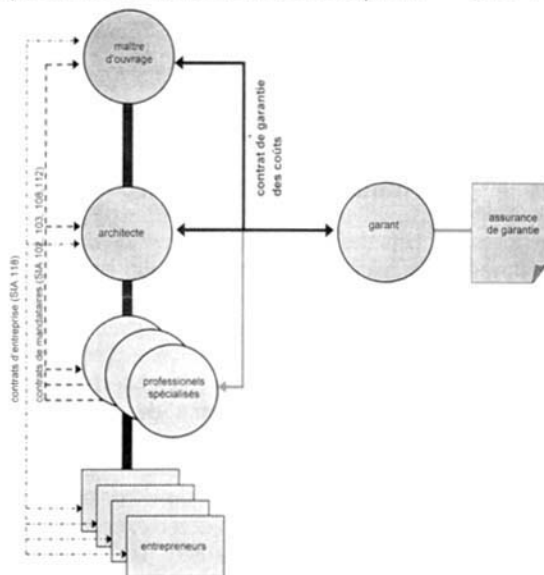 maître
d'ouvrage
contrat de garantie
des coûts
contrats d'entreprise (SIA 118)
contrats de mandataires (SIA 102, 103, 108, 112)
architecte
garant
assurance
de garantie
professionels
spécialisés
entrepreneurs